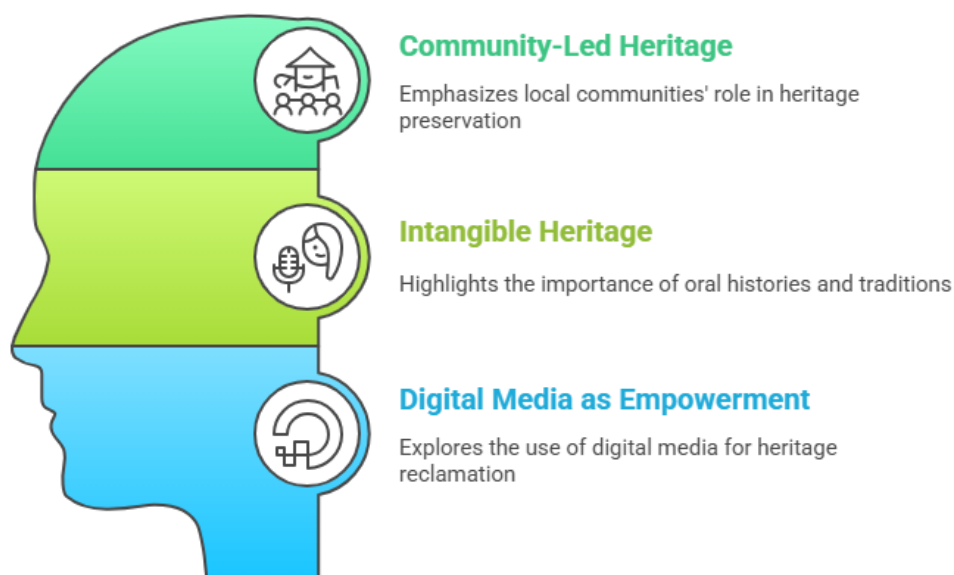 Community-Led Heritage
Emphasizes local communities' role in heritage
preservation
Intangible Heritage
Highlights the importance of oral histories and traditions
Digital Media as Empowerment
Explores the use of digital media for heritage
reclamation